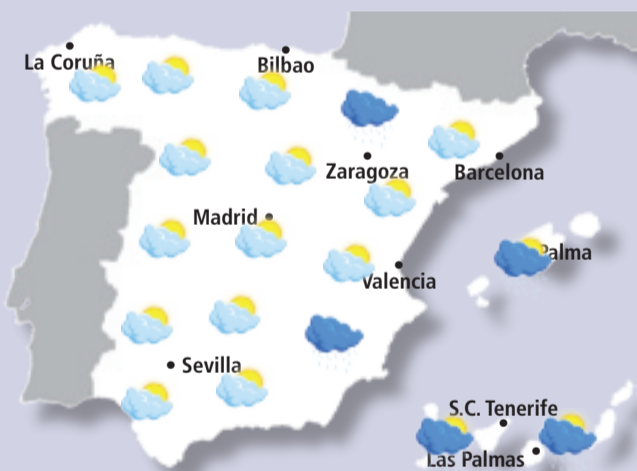 La Coruña
Bilbao
Zaragoza
Barcelona
Madrid
Palma
Valencia
Sevilla
S.C. Tenerife
Las Palmas